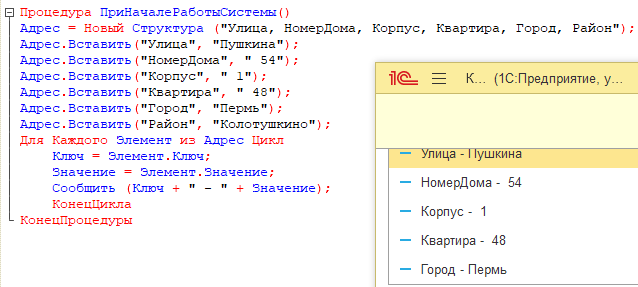 Процедура ПриНачалеРаботыСистемы()
Адрес = Новый Структура ("Улица, НомерДома, Корпус, Квартира, Город, Район");
Адрес.Вставить("Улица", "Пушкина");
Адрес.Вставить("НомерДома", " 54");
Адрес.Вставить("Корпус", " 1");
Адрес.Вставить("Квартира", " 48");
Адрес.Вставить("Город", "Пермь");
Адрес.Вставить("Район", "Колотушкино");
Для Каждого Элемент из Адрес Цикл
Ключ = Элемент.Ключ;
Значение = Элемент.Значение;
Сообщить (Ключ + " - " + Значение);
КонецЦикла
КонецПроцедуры
1С К... (1С:Предприятие, у...
Улица - Пушкина
НомерДома - 54
Корпус - 1
Квартира - 48
Город - Пермь